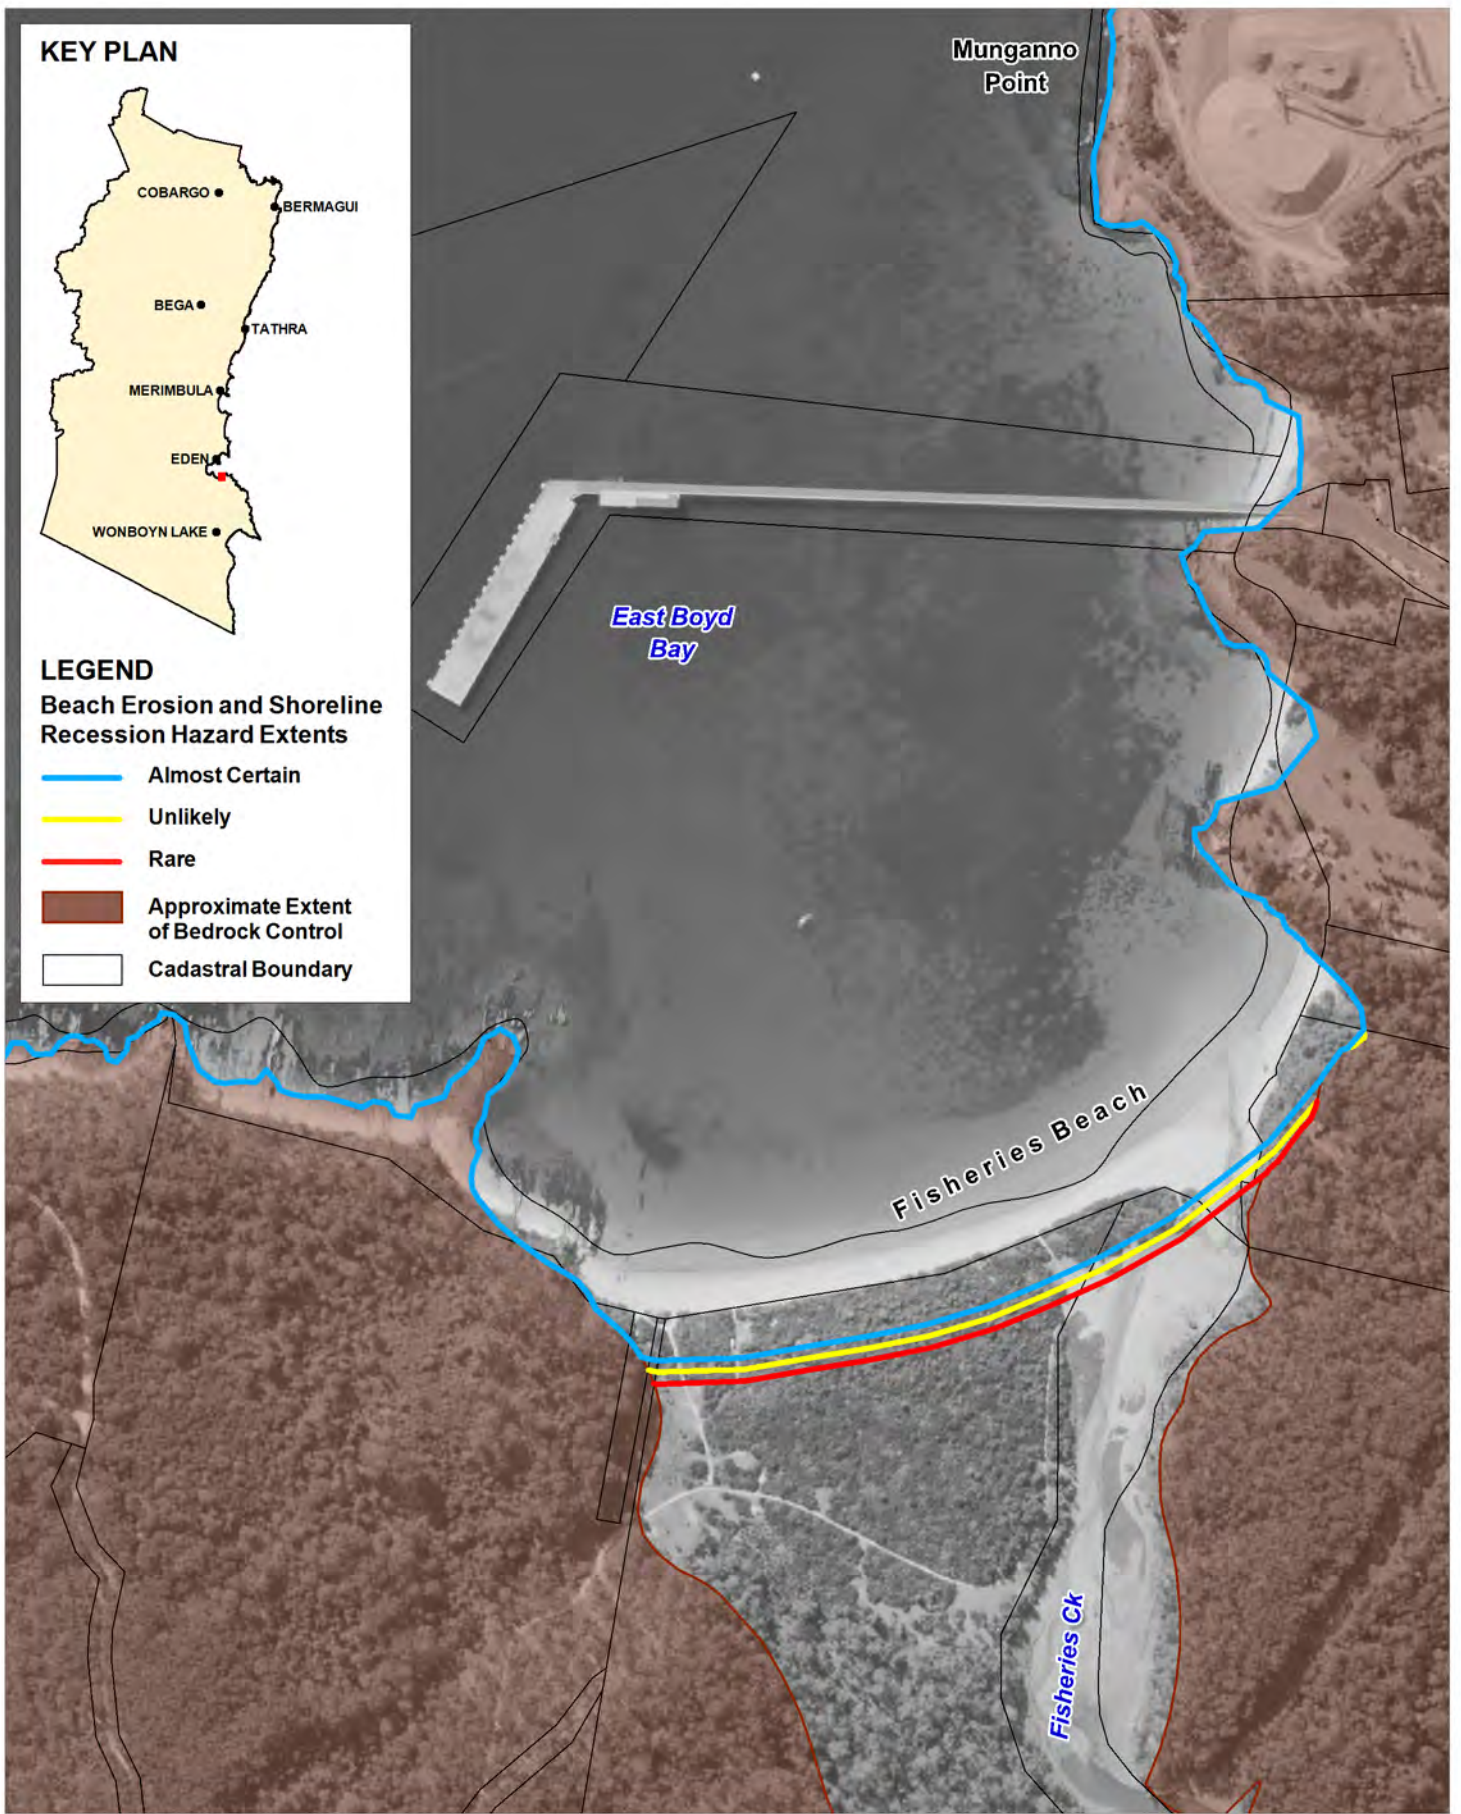 KEY PLAN
COBARGO
BERMAGUI
BEGA
TATHRA
MERIMBULA
EDEN
WONBOYN LAKE
LEGEND
Beach Erosion and Shoreline
Recession Hazard Extents
Almost Certain
Unlikely
Rare
Approximate Extent
of Bedrock Control
Cadastral Boundary
Munganno
Point
East Boyd
Bay
Fisheries Beach
Fisheries Ck